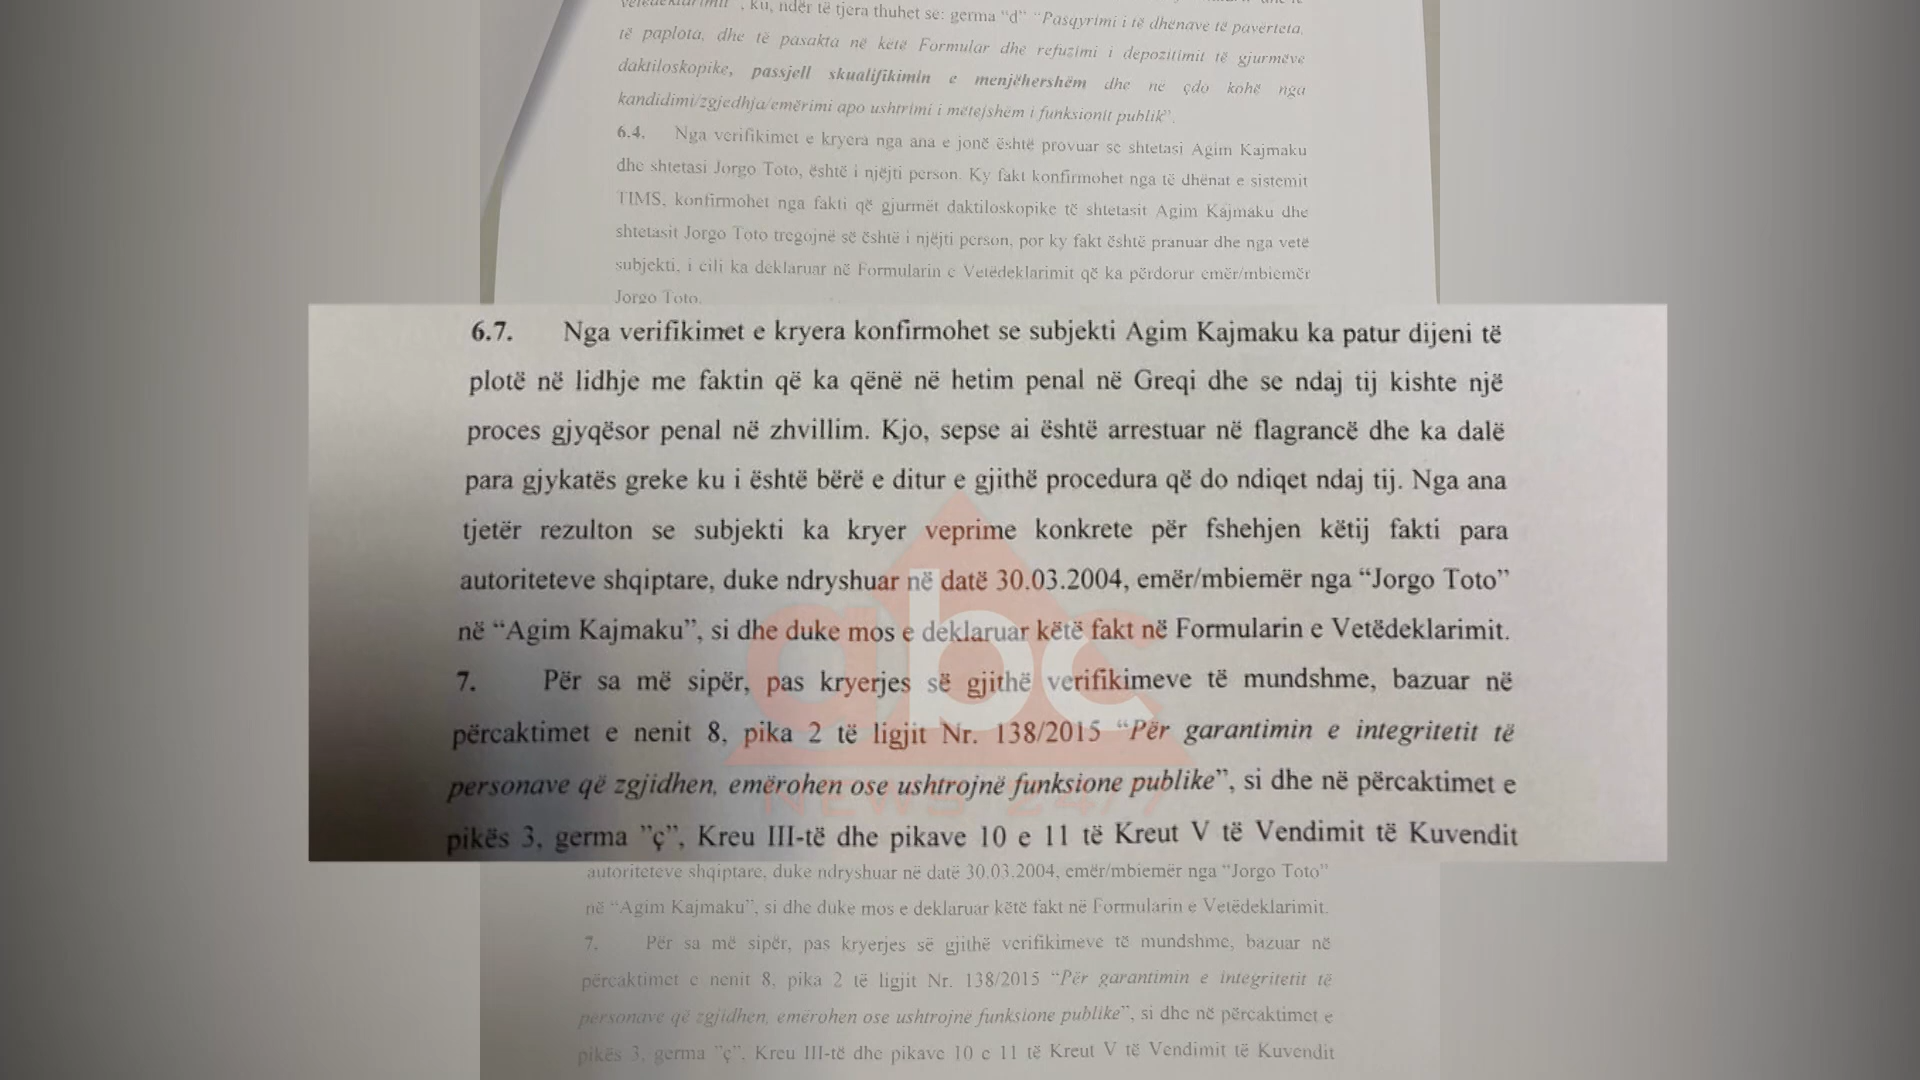 vetëdeklarimit", ku, ndër të tjera thuhet se: germa "d" "Pasqyrimi i të dhënave të pavërteta,
të paplota, dhe të pasakta në këtë Formular dhe refuzimi i depozitimit të gjurmëve
daktiloskopike, passjell skualifikimin e menjëhershëm dhe në çdo kohë nga
kandidimi/zgjedhja/emërimi apo ushtrimi i mëtejshëm i funksionit publik".
6.4. Nga verifikimet e kryera nga ana e jonë është provuar se shtetasi Agim Kajmaku
dhe shtetasi Jorgo Toto, është i njëjti person. Ky fakt konfirmohet nga të dhënat e sistemit
TIMS, konfirmohet nga fakti që gjurmët daktiloskopike të shtetasit Agim Kajmaku dhe
shtetasit Jorgo Toto tregojnë së është i njëjti person, por ky fakt është pranuar dhe nga vetë
subjekti, i cili ka deklaruar në Formularin e Vetëdeklarimit që ka përdorur emër/mbiemër
Jorgo Toto.
6.7. Nga verifikimet e kryera konfirmohet se subjekti Agim Kajmaku ka patur dijeni të
plotë në lidhje me faktin që ka qënë në hetim penal në Greqi dhe se ndaj tij kishte një
proces gjyqësor penal në zhvillim. Kjo, sepse ai është arrestuar në flagrancë dhe ka dalë
para gjykatës greke ku i është bërë e ditur e gjithë procedura që do ndiqet ndaj tij. Nga ana
tjetër rezulton se subjekti ka kryer veprime konkrete për fshehjen këtij fakti para
autoriteteve shqiptare, duke ndryshuar në datë 30.03.2004, emër/mbiemër nga “Jorgo Toto”
në “Agim Kajmaku”, si dhe duke mos e deklaruar këtë fakt në Formularin e Vetëdeklarimit.
7. Për sa më sipër, pas kryerjes së gjithë verifikimeve të mundshme, bazuar në
përcaktimet e nenit 8, pika 2 të ligjit Nr. 138/2015 “Për garantimin e integritetit të
personave që zgjidhen, emërohen ose ushtrojnë funksione publike”, si dhe në përcaktimet e
pikës 3, germa ”ç”, Kreu III-të dhe pikave 10 e 11 të Kreut V të Vendimit të Kuvendit
abc
NEWS 24/7
autoriteteve shqiptare, duke ndryshuar në datë 30.03.2004, emër/mbiemër nga “Jorgo Toto”
në “Agim Kajmaku”, si dhe duke mos e deklaruar këtë fakt në Formularin e Vetëdeklarimit.
7. Për sa më sipër, pas kryerjes së gjithë verifikimeve të mundshme, bazuar në
përcaktimet e nenit 8, pika 2 të ligjit Nr. 138/2015 “Për garantimin e integritetit të
personave që zgjidhen, emërohen ose ushtrojnë funksione publike”, si dhe në përcaktimet e
pikës 3, germa ”ç”, Kreu III-të dhe pikave 10 e 11 të Kreut V të Vendimit të Kuvendit